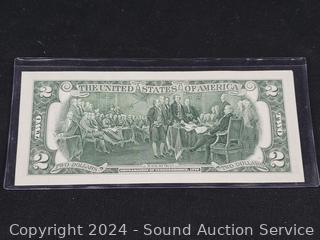 THE UNITED STATES OF AMERICA
2
2
TWO
TWO
2
2
TWO DOLLARS
TWO DOLLARS
Copyright 2024 - Sound Auction Service